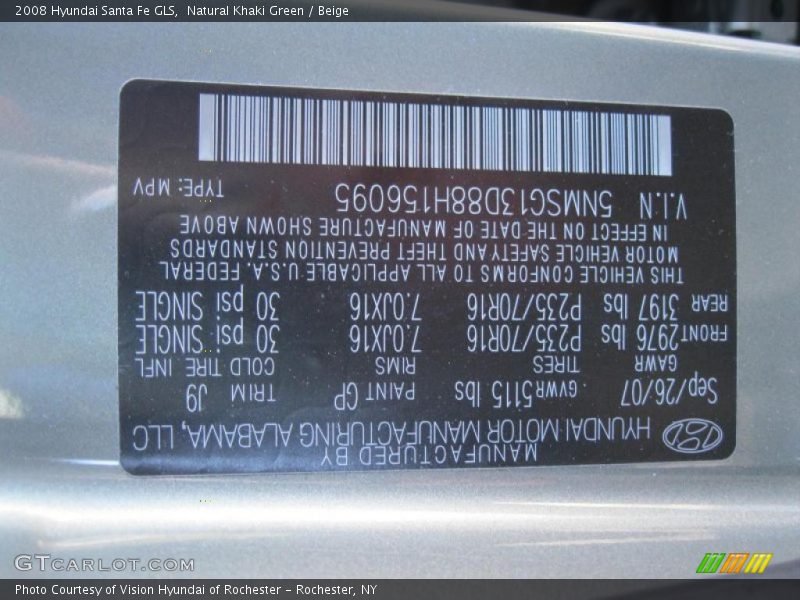 2008 Hyundai Santa Fe GLS,  Natural Khaki Green / Beige
MANUFACTURED BY
HYUNDAI MOTOR MANUFACTURING ALABAMA, LLC
Sep/26/07 GVWR 5115 lbs PAINT GP TRIM J9
GAWR TIRES RIMS COLD TIRE INFL
FRONT 2976 lbs P235/70R16 7.0JX16 30 psi SINGLE
REAR 3197 lbs P235/70R16 7.0JX16 30 psi SINGLE
THIS VEHICLE CONFORMS TO ALL APPLICABLE U.S.A. FEDERAL
MOTOR VEHICLE SAFETY AND THEFT PREVENTION STANDARDS
IN EFFECT ON THE DATE OF MANUFACTURE SHOWN ABOVE
V.I.N 5NMSG13D88H156095 TYPE: MPV
GTCARLOT.COM
Photo Courtesy of Vision Hyundai of Rochester – Rochester, NY